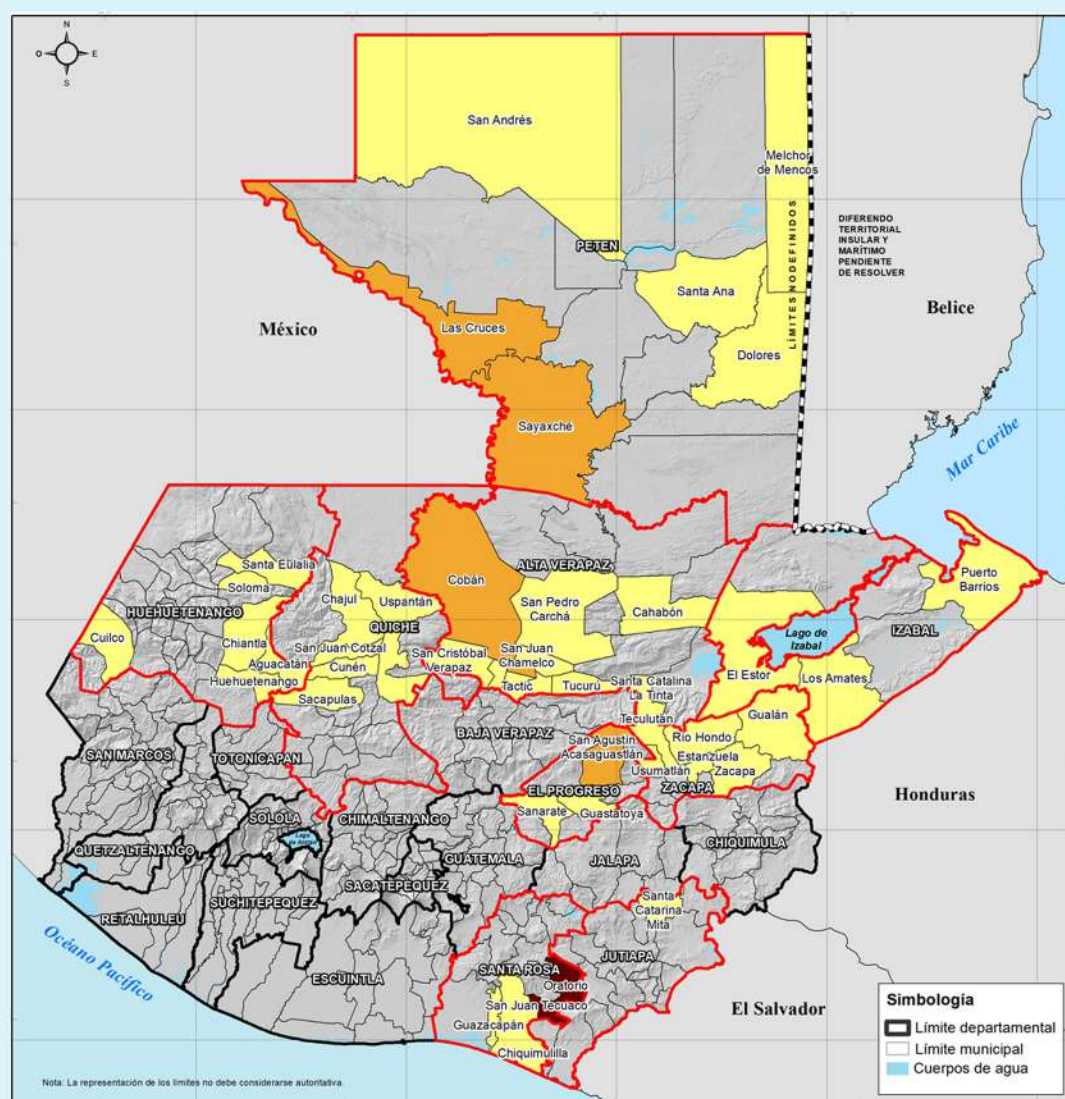 N
O
E
S
San Andrés
Melchor
de Mencos
LÍMITES NO DEFINIDOS
DIFERENDO
TERRITORIAL
INSULAR Y
MARÍTIMO
PENDIENTE
DE RESOLVER
PETEN
Santa Ana
Belice
México
Las Cruces
Dolores
Sayaxché
Mar Caribe
Santa Eulalia
ALTA VERAPAZ
Soloma
Cobán
Puerto
Barrios
Chajul
Uspantán
San Pedro
Carchá
HUEHUETENANGO
Cahabón
QUICHE
IZABAL
Cuilco
Chiantla
Lago de
Izabal
San Juan Cotzal
San Juan
Chamelco
San Cristóbal
Verapaz
Aguacatán
Cunén
Huehuetenango
Tactic
Tucurú
Santa Catalina
La Tinta
El Estor
Los Amates
Sacapulas
Teculután
Gualán
SAN MARCOS
TOTONICAPAN
BAJA VERAPAZ
San Agustín
Acasaguastlán
Río Hondo
Estanzuela
Usumatlán
Zacapa
ZACAPA
EL PROGRESO
Honduras
Sanarate
Guastatoya
SOLOLA
CHIMALTENANGO
Lago
de Atitlán
QUETZALTENANGO
GUATEMALA
JALAPA
CHIQUIMULA
SACATEPEQUEZ
SUCHITEPEQUEZ
RETALHULEU
Santa
Catarina
Mita
Océano Pacífico
JUTIAPA
ESCUINTLA
SANTA ROSA
Oratorio
San Juan Tecuaco
Guazacapán
El Salvador
Chiquimulilla
Simbología
Límite departamental
Límite municipal
Cuerpos de agua
Nota: La representación de los límites no debe considerarse autoritativa.